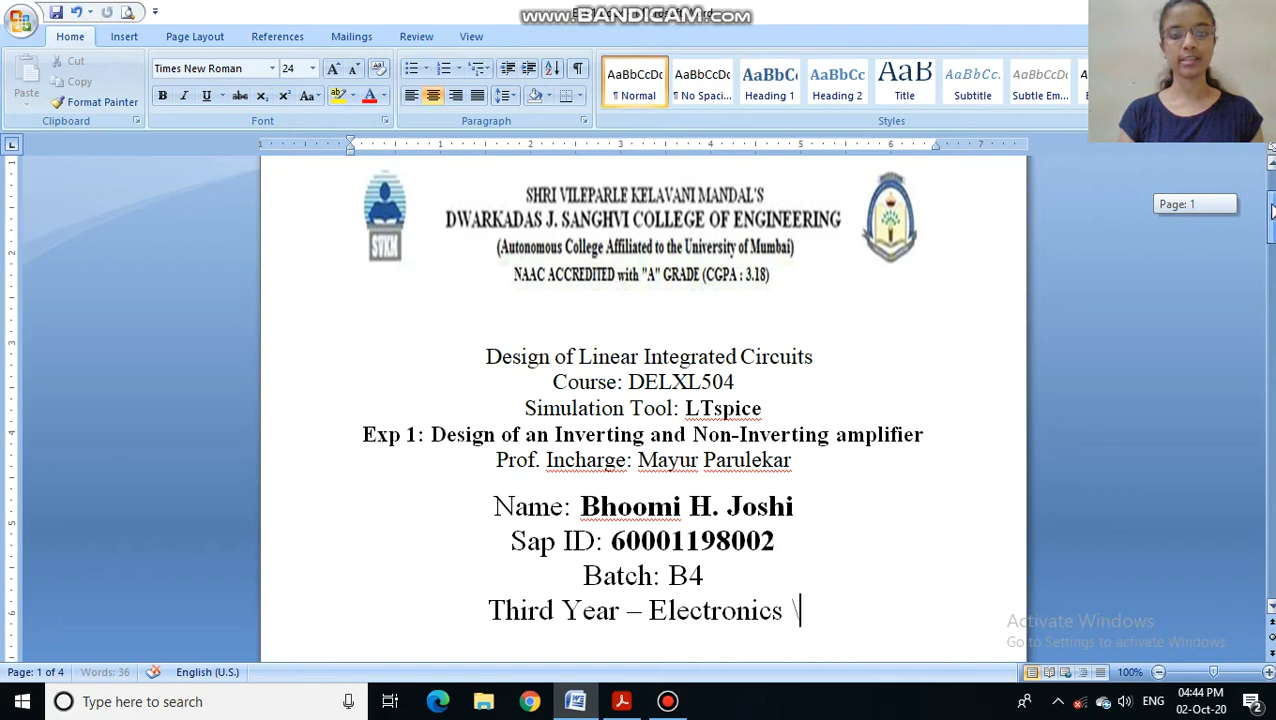 www.BANDICAM.com
Home
Insert
Page Layout
References
Mailings
Review
View
Paste
Cut
Copy
Format Painter
Clipboard
Times New Roman
24
Font
Paragraph
AaBbCcDc
¶ Normal
AaBbCcDc
¶ No Spaci...
AaBbCc
Heading 1
AaBbCc
Heading 2
AaB
Title
AaBbCc.
Subtitle
AaBbCc.
Subtle Em...
Styles
Page: 1
SVKM
SHRI VILEPARLE KELAVANI MANDAL'S
DWARKADAS J. SANGHVI COLLEGE OF ENGINEERING
(Autonomous College Affiliated to the University of Mumbai)
NAAC ACCREDITED with "A" GRADE (CGPA : 3.18)
Design of Linear Integrated Circuits
Course: DELXL504
Simulation Tool: LTspice
Exp 1: Design of an Inverting and Non-Inverting amplifier
Prof. Incharge: Mayur Parulekar
Name: Bhoomi H. Joshi
Sap ID: 60001198002
Batch: B4
Third Year – Electronics \
Activate Windows
Go to Settings to activate Windows.
Page: 1 of 4
Words: 36
English (U.S.)
100%
Type here to search
ENG
04:44 PM
02-Oct-20
2